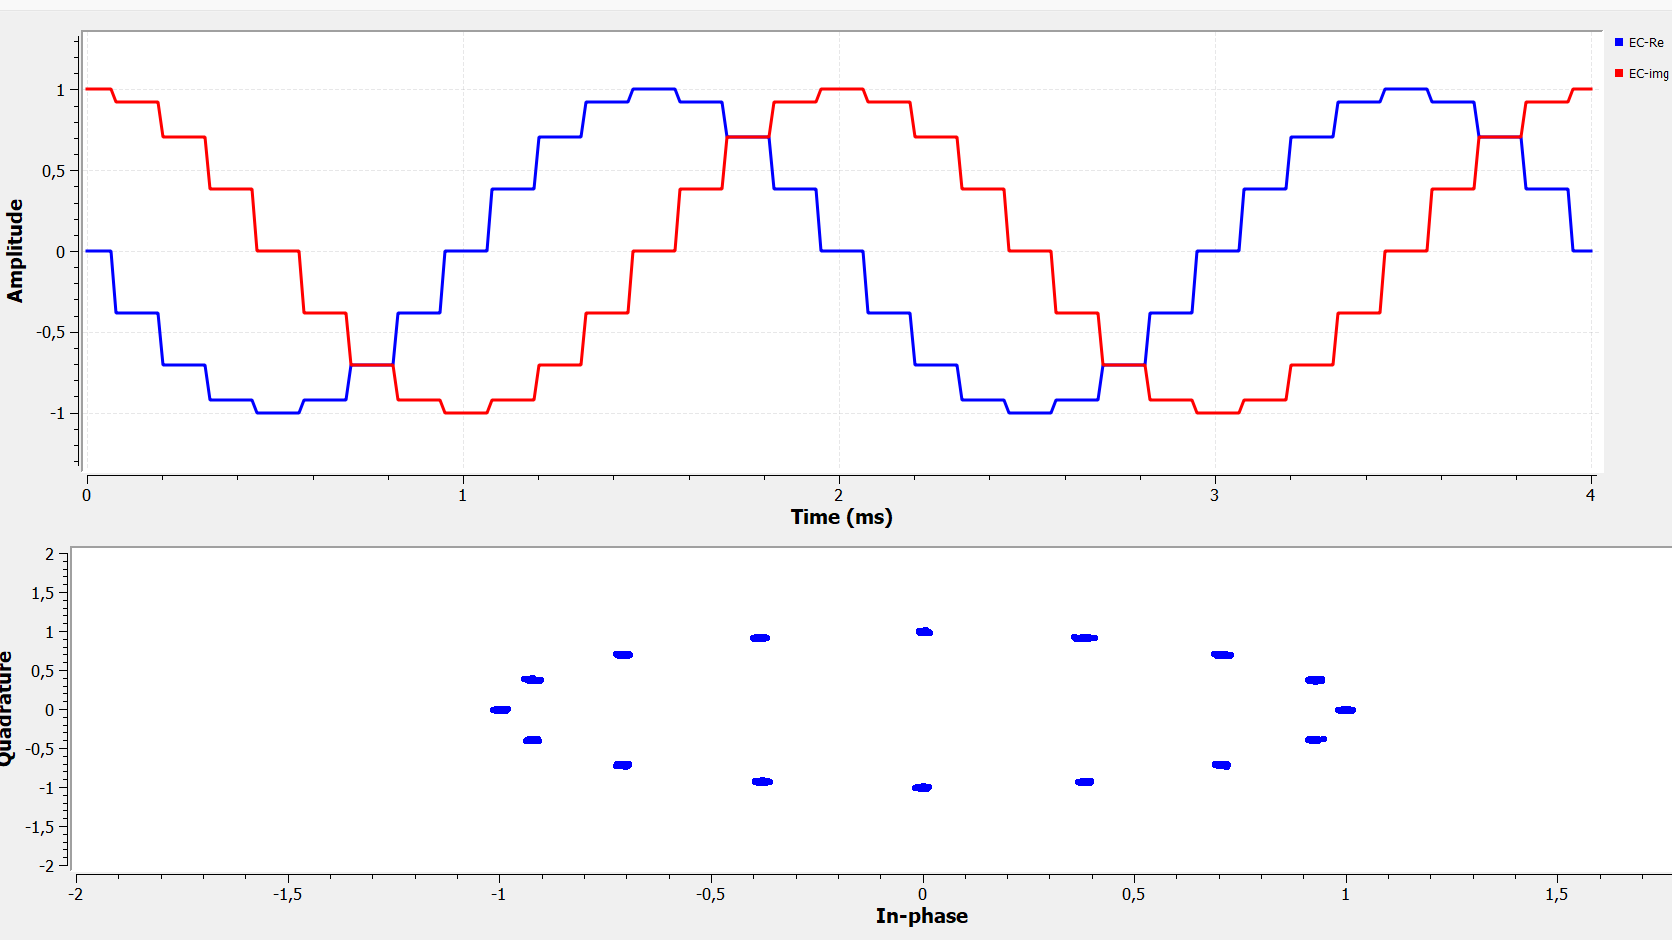 EC-Re
EC-img
1
0,5
0
-0,5
-1
Amplitude
0 1 2 3 4
Time (ms)
2
1,5
1
0,5
0
-0,5
-1
-1,5
-2
Quadrature
-2 -1,5 -1 -0,5 0 0,5 1 1,5
In-phase